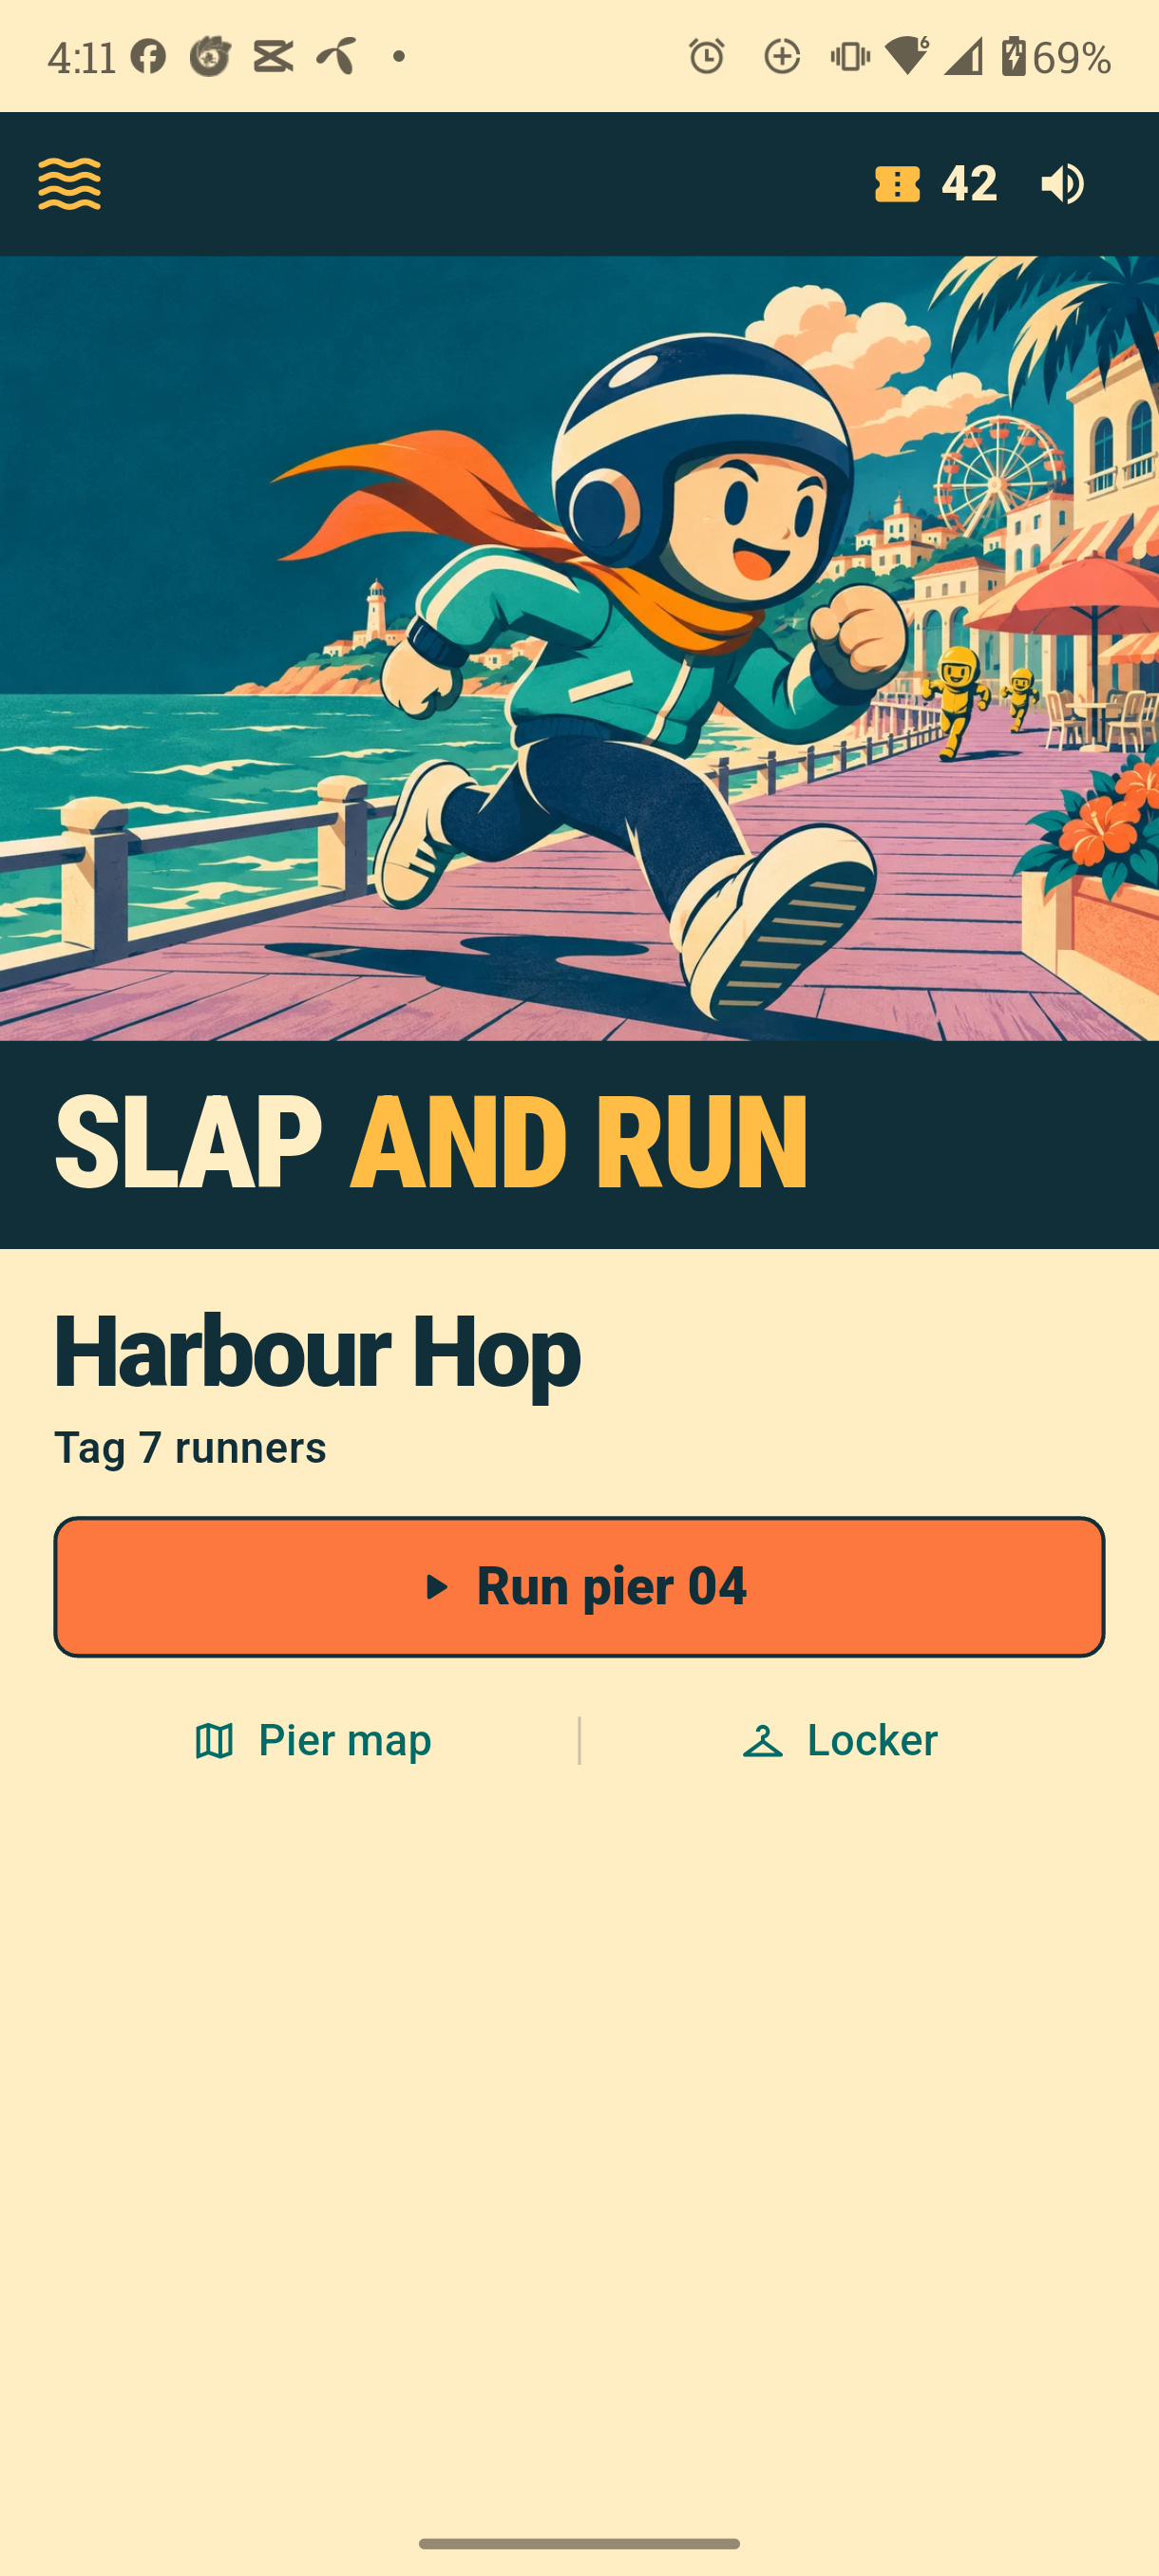 4:11 69%
42
SLAP AND RUN
Harbour Hop
Tag 7 runners
Run pier 04
Pier map Locker